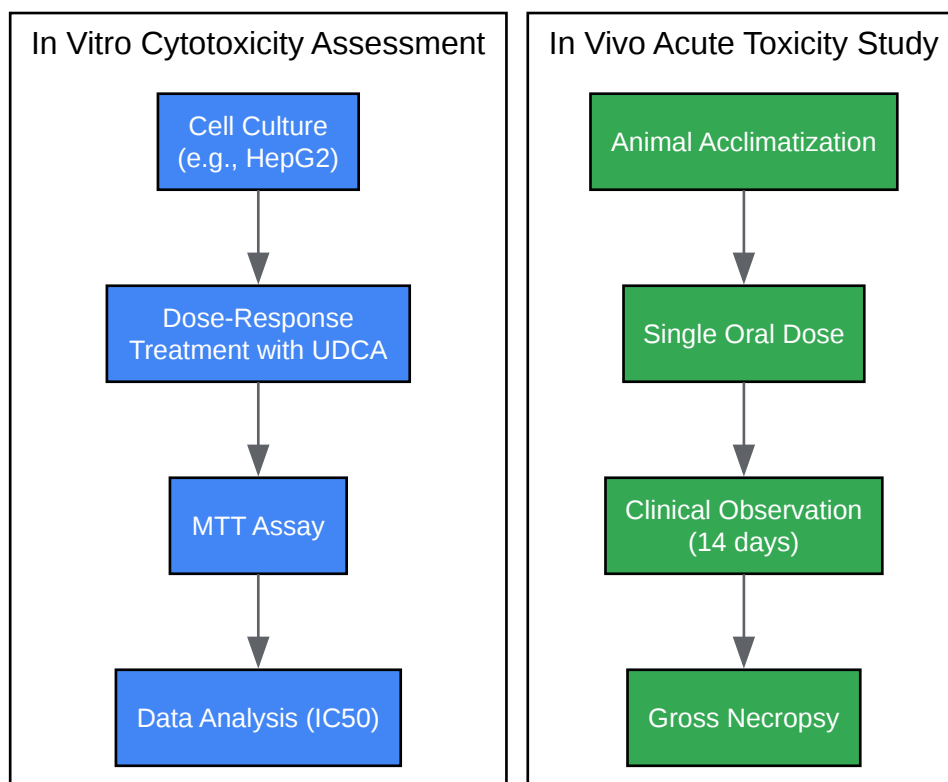 In Vitro Cytotoxicity Assessment
Cell Culture
(e.g., HepG2)
Dose-Response
Treatment with UDCA
MTT Assay
Data Analysis (IC50)
In Vivo Acute Toxicity Study
Animal Acclimatization
Single Oral Dose
Clinical Observation
(14 days)
Gross Necropsy